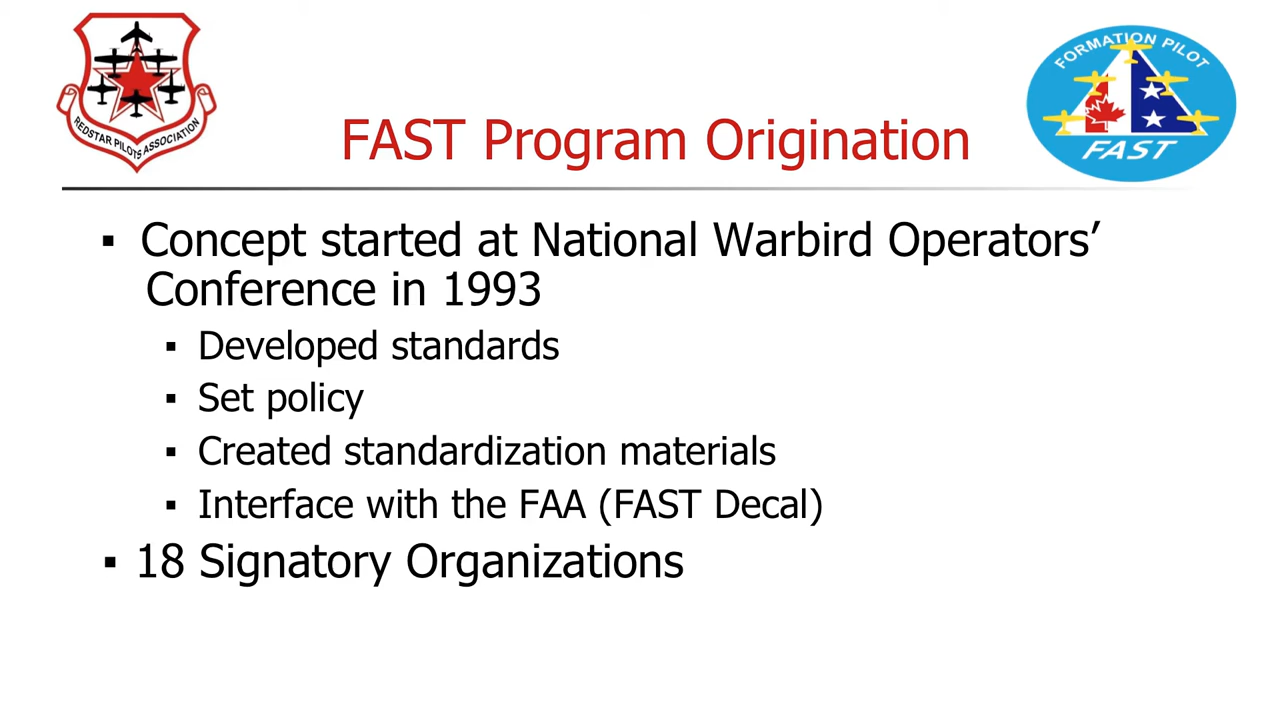 REDSTAR PILOTS ASSOCIATION
FORMATION PILOT
FAST
FAST Program Origination
▪ Concept started at National Warbird Operators’
Conference in 1993
▪ Developed standards
▪ Set policy
▪ Created standardization materials
▪ Interface with the FAA (FAST Decal)
▪ 18 Signatory Organizations